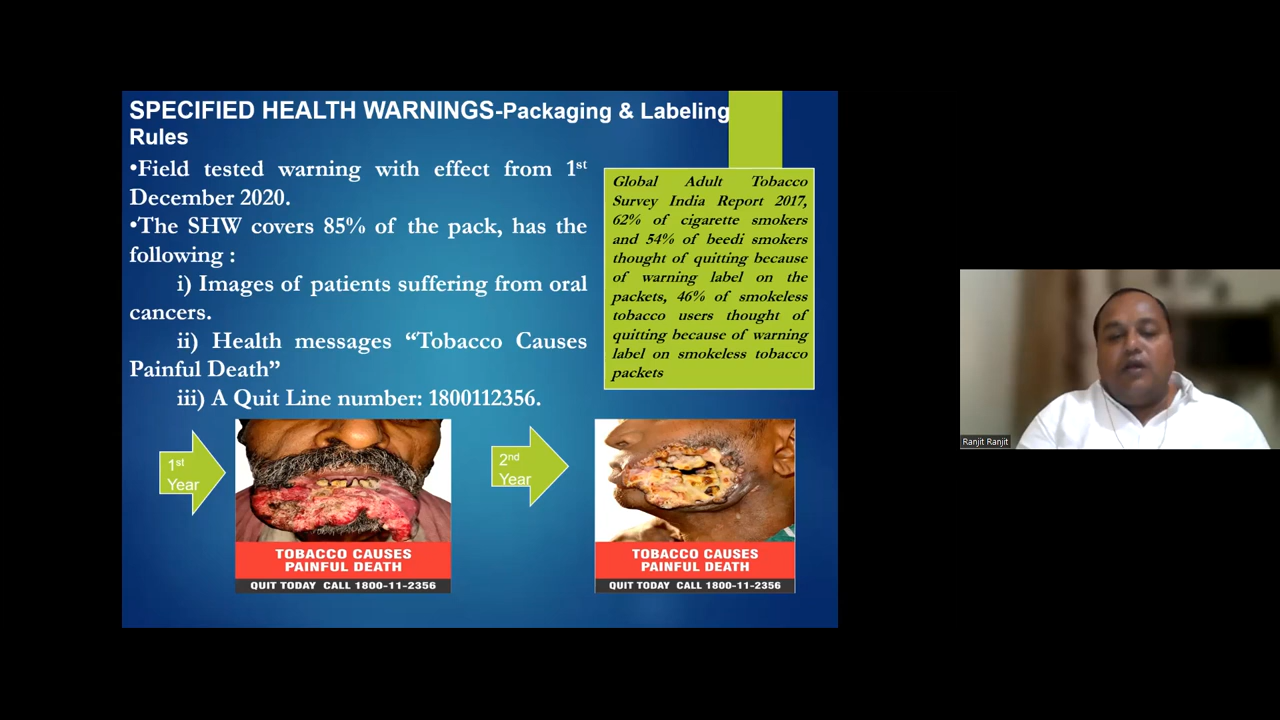 SPECIFIED HEALTH WARNINGS-Packaging & Labeling
Rules
•Field tested warning with effect from 1st
December 2020.
•The SHW covers 85% of the pack, has the
following :
i) Images of patients suffering from oral
cancers.
ii) Health messages “Tobacco Causes
Painful Death”
iii) A Quit Line number: 1800112356.
Global Adult Tobacco
Survey India Report 2017,
62% of cigarette smokers
and 54% of beedi smokers
thought of quitting because
of warning label on the
packets, 46% of smokeless
tobacco users thought of
quitting because of warning
label on smokeless tobacco
packets
1st
Year
TOBACCO CAUSES
PAINFUL DEATH
QUIT TODAY CALL 1800-11-2356
2nd
Year
TOBACCO CAUSES
PAINFUL DEATH
QUIT TODAY CALL 1800-11-2356
Ranjit Ranjit